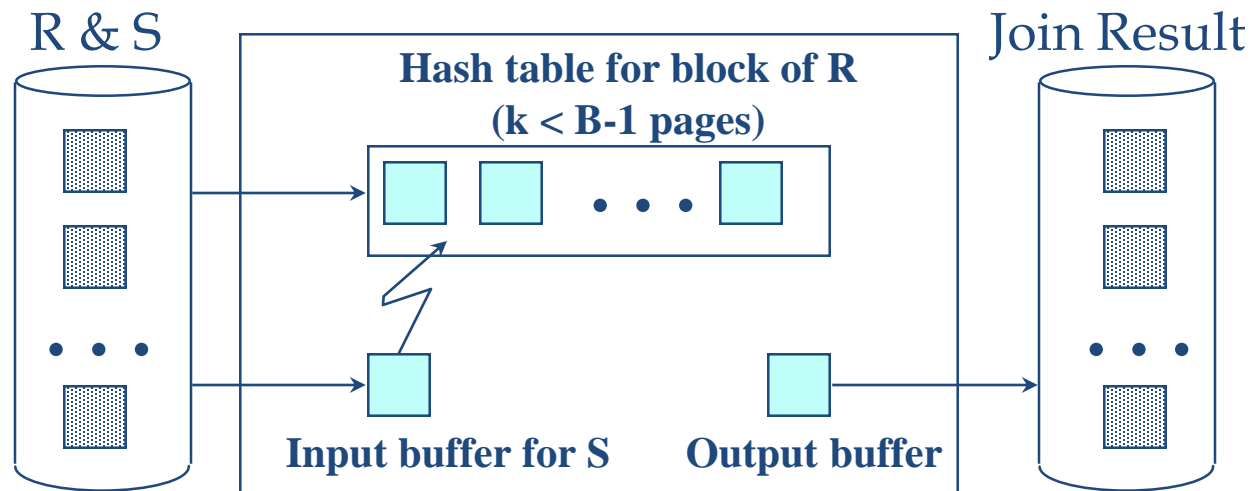 R & S
Join Result
Hash table for block of R
(k < B-1 pages)
• • •
• • •
• • •
Input buffer for S
Output buffer